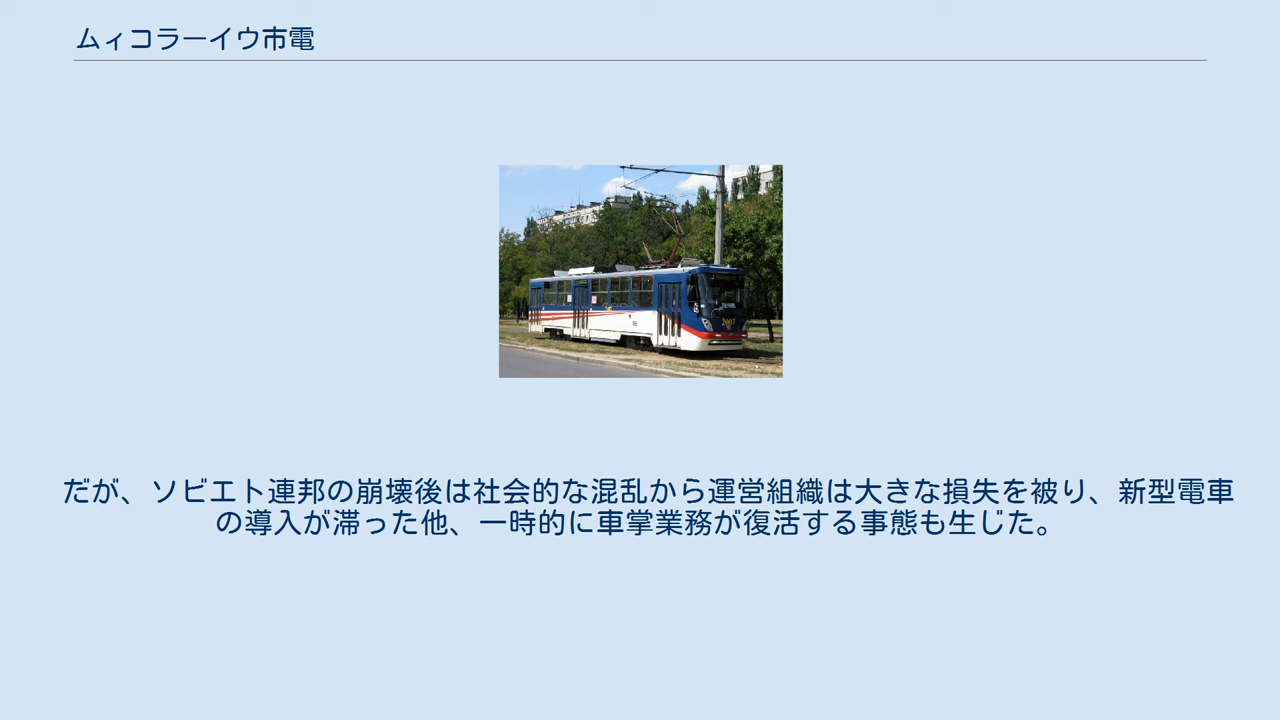 ムィコラーイウ市電
2007
だが、ソビエト連邦の崩壊後は社会的な混乱から運営組織は大きな損失を被り、新型電車
の導入が滞った他、一時的に車掌業務が復活する事態も生じた。